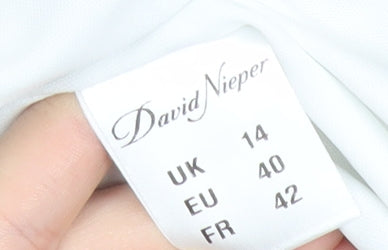 David Nieper
UK 14
EU 40
FR 42